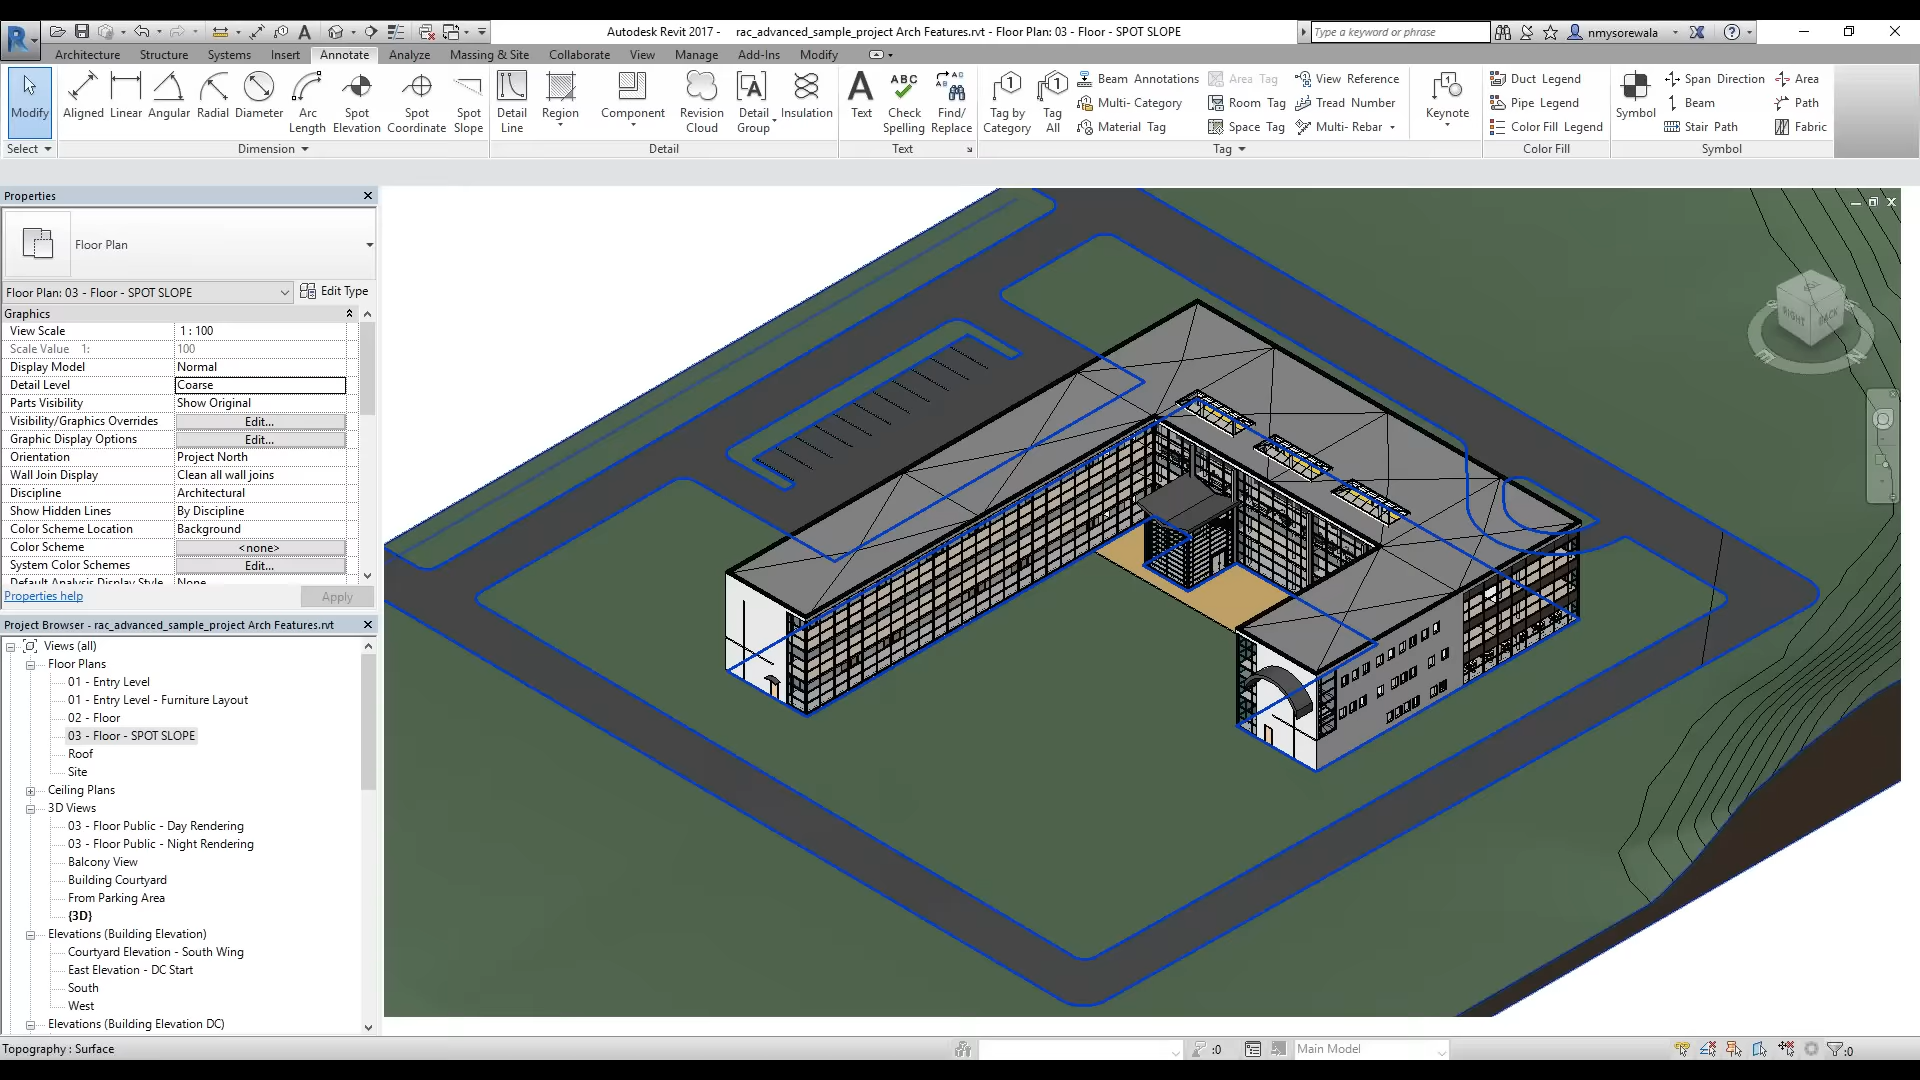 Autodesk Revit 2017 - rac_advanced_sample_project Arch Features.rvt - Floor Plan: 03 - Floor - SPOT SLOPE
Type a keyword or phrase
nmysorewala
Architecture Structure Systems Insert Annotate Analyze Massing & Site Collaborate View Manage Add-Ins Modify
Modify
Aligned Linear Angular Radial Diameter Arc Length Spot Elevation Spot Coordinate Spot Slope
Detail Line Region Component Revision Cloud Detail Group Insulation
Text Check Spelling Find/ Replace
Tag by Category Tag All
Beam Annotations Area Tag View Reference
Multi- Category Room Tag Tread Number
Material Tag Space Tag Multi- Rebar
Keynote
Duct Legend
Pipe Legend
Color Fill Legend
Symbol
Span Direction Area
Beam Path
Stair Path Fabric
Select Dimension Detail Text Tag Color Fill Symbol
Properties
Floor Plan
Floor Plan: 03 - Floor - SPOT SLOPE Edit Type
Graphics
View Scale 1 : 100
Scale Value 1: 100
Display Model Normal
Detail Level Coarse
Parts Visibility Show Original
Visibility/Graphics Overrides Edit...
Graphic Display Options Edit...
Orientation Project North
Wall Join Display Clean all wall joins
Discipline Architectural
Show Hidden Lines By Discipline
Color Scheme Location Background
Color Scheme <none>
System Color Schemes Edit...
Default Analysis Display Style None
Properties help Apply
Project Browser - rac_advanced_sample_project Arch Features.rvt
Views (all)
Floor Plans
01 - Entry Level
01 - Entry Level - Furniture Layout
02 - Floor
03 - Floor - SPOT SLOPE
Roof
Site
Ceiling Plans
3D Views
03 - Floor Public - Day Rendering
03 - Floor Public - Night Rendering
Balcony View
Building Courtyard
From Parking Area
{3D}
Elevations (Building Elevation)
Courtyard Elevation - South Wing
East Elevation - DC Start
South
West
Elevations (Building Elevation DC)
RIGHT BACK
N
Topography : Surface
:0
Main Model
:0